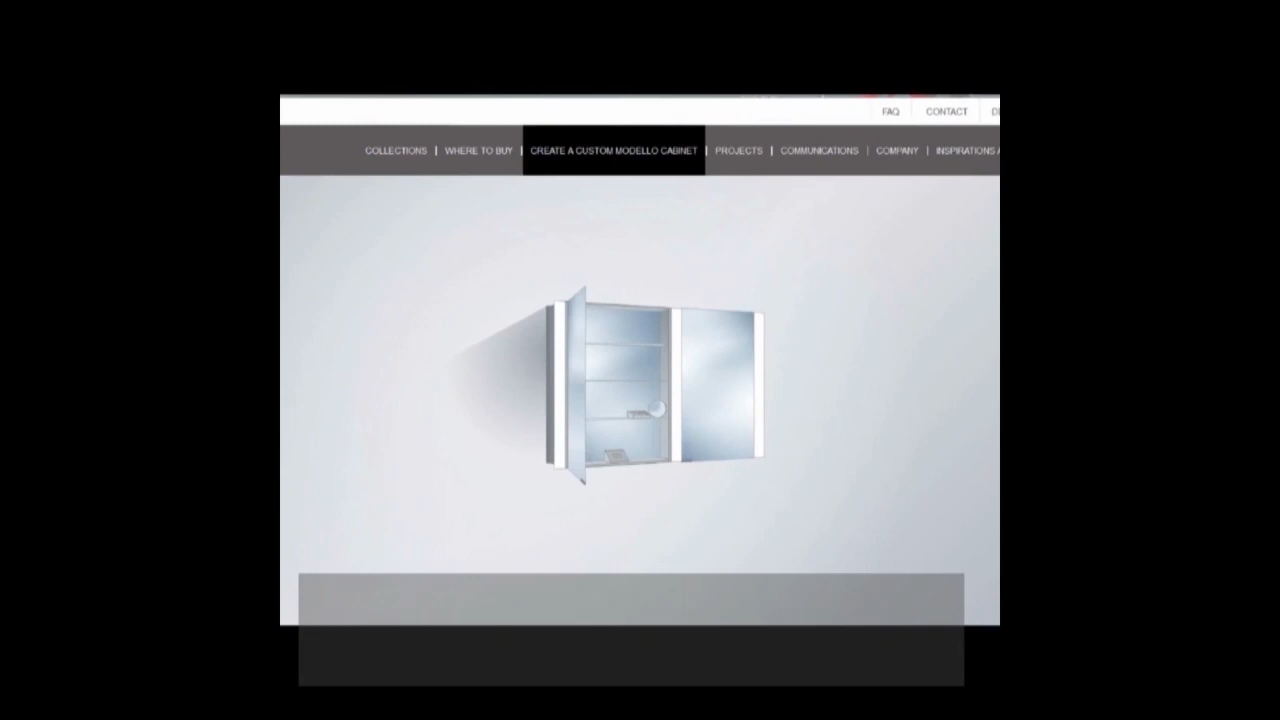 FAQ CONTACT
COLLECTIONS | WHERE TO BUY | CREATE A CUSTOM MODELLO CABINET | PROJECTS | COMMUNICATIONS | COMPANY | INSPIRATIONS